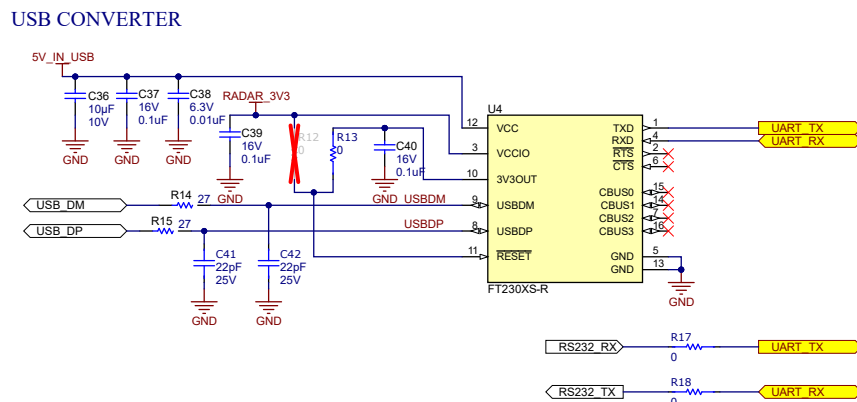 USB CONVERTER
5V_IN_USB
C36
10µF
10V
C37
16V
0.1uF
C38
6.3V
0.01uF
GND
GND
GND
RADAR_3V3
C39
16V
0.1uF
GND
R12
0
R13
0
C40
16V
0.1uF
GND
U4
12 VCC
3 VCCIO
10 3V3OUT
9 USBDM
8 USBDP
11 RESET
TXD 1
RXD 4
RTS 2
CTS 6
CBUS0 15
CBUS1 14
CBUS2 7
CBUS3 16
GND 5
GND 13
FT230XS-R
UART_TX
UART_RX
GND
USB_DM
R14
27
USBDM
USB_DP
R15
27
USBDP
C41
22pF
25V
GND
C42
22pF
25V
GND
RS232_RX
R17
0
UART_TX
RS232_TX
R18
0
UART_RX